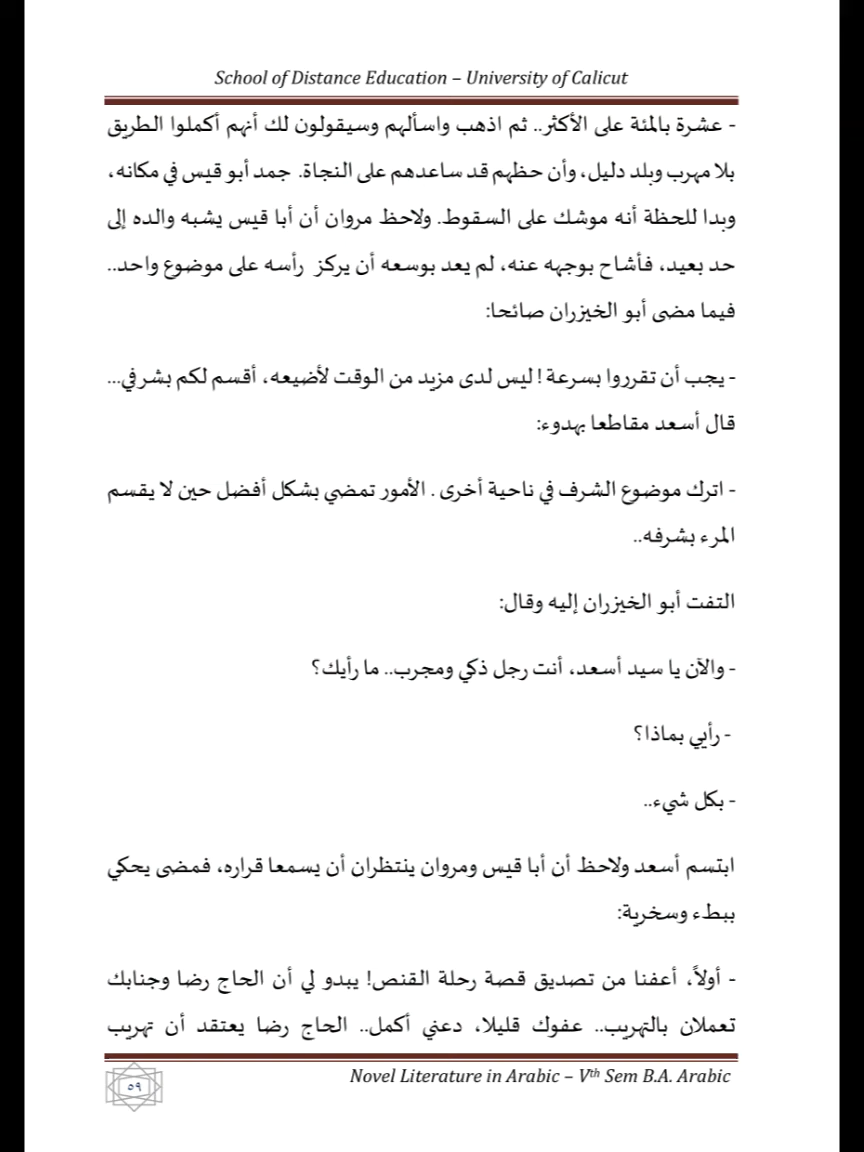 School of Distance Education – University of Calicut
- عشرة بالمئة على الأكثر.. ثم اذهب واسألهم وسيقولون لك أنهم أكملوا الطريق
بلا مهرب وبلد دليل، وأن حظهم قد ساعدهم على النجاة. جمد أبو قيس في مكانه،
وبدا للحظة أنه موشك على السقوط. ولاحظ مروان أن أبا قيس يشبه والده إلى
حد بعيد، فأشاح بوجهه عنه، لم يعد بوسعه أن يركز رأسه على موضوع واحد..
فيما مضى أبو الخيزران صائحا:
- يجب أن تقرروا بسرعة ! ليس لدى مزيد من الوقت لأضيعه، أقسم لكم بشرفي...
قال أسعد مقاطعا بهدوء:
- اترك موضوع الشرف في ناحية أخرى . الأمور تمضي بشكل أفضل حين لا يقسم
المرء بشرفه..
التفت أبو الخيزران إليه وقال:
- والآن يا سيد أسعد، أنت رجل ذكي ومجرب.. ما رأيك؟
- رأيي بماذا؟
- بكل شيء..
ابتسم أسعد ولاحظ أن أبا قيس ومروان ينتظران أن يسمعا قراره، فمضى يحكي
ببطء وسخرية:
- أولاً، أعفنا من تصديق قصة رحلة القنص! يبدو لي أن الحاج رضا وجنابك
تعملان بالتهريب.. عفوك قليلا، دعني أكمل.. الحاج رضا يعتقد أن تهريب
Novel Literature in Arabic – Vth Sem B.A. Arabic
٥٩